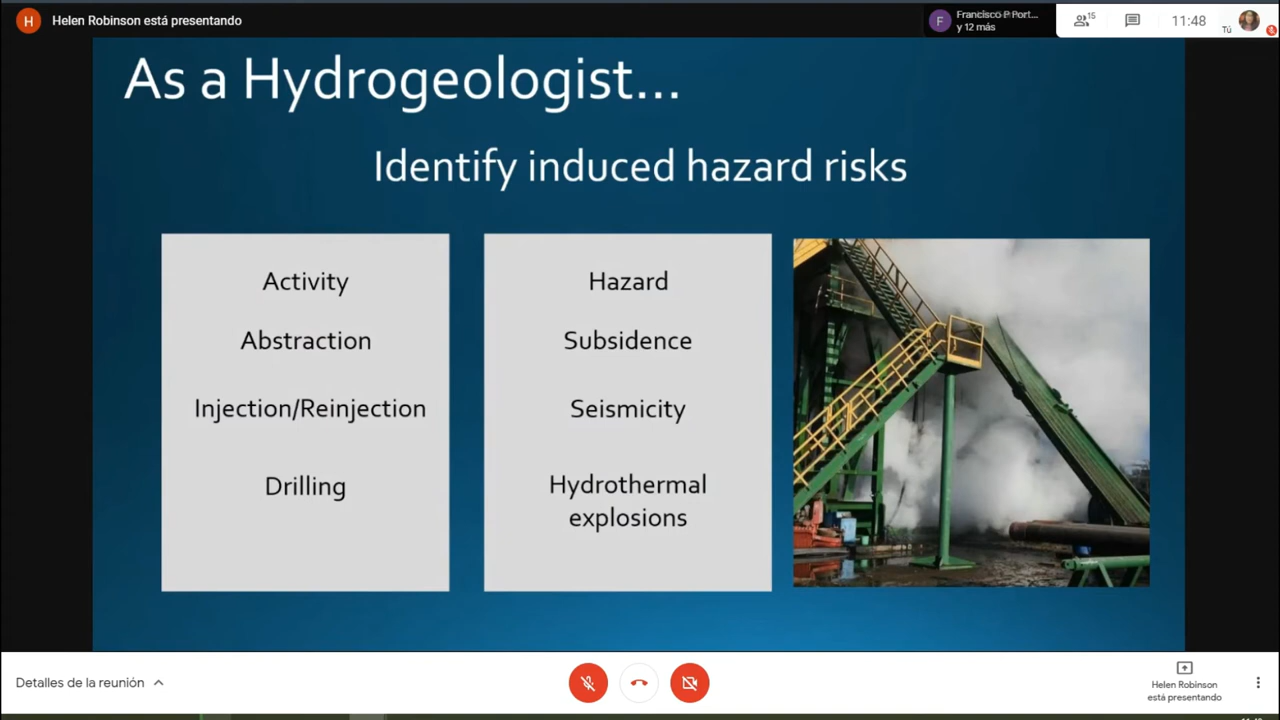 H Helen Robinson está presentando
F Francisco P Port...
y 12 más
15
11:48
Tú
As a Hydrogeologist...
Identify induced hazard risks
Activity
Abstraction
Injection/Reinjection
Drilling
Hazard
Subsidence
Seismicity
Hydrothermal
explosions
Detalles de la reunión
Helen Robinson
está presentando